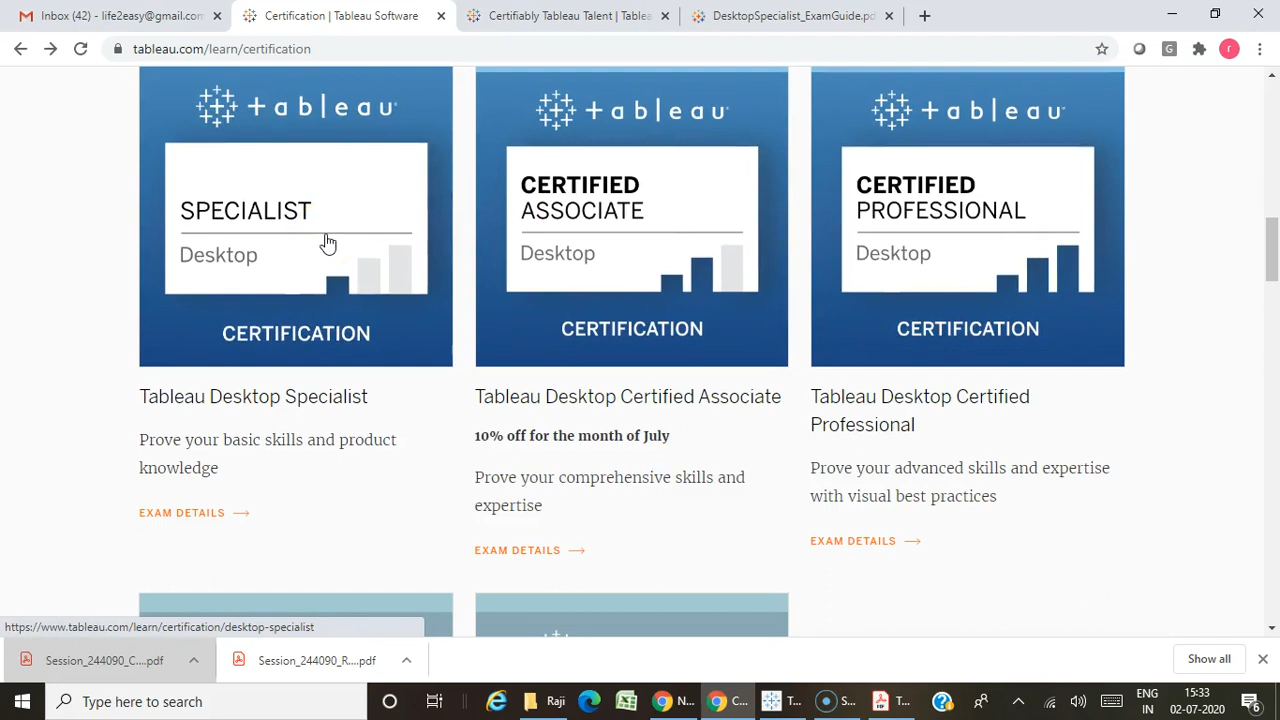 Inbox (42) - life2easy@gmail.com
Certification | Tableau Software
Certifiably Tableau Talent | Table
DesktopSpecialist_ExamGuide.pd
tableau.com/learn/certification
G
r
+ableau
SPECIALIST
Desktop
CERTIFICATION
+ableau
CERTIFIED
ASSOCIATE
Desktop
CERTIFICATION
+ableau
CERTIFIED
PROFESSIONAL
Desktop
CERTIFICATION
Tableau Desktop Specialist
Prove your basic skills and product
knowledge
EXAM DETAILS
Tableau Desktop Certified Associate
10% off for the month of July
Prove your comprehensive skills and
expertise
EXAM DETAILS
Tableau Desktop Certified
Professional
Prove your advanced skills and expertise
with visual best practices
EXAM DETAILS
https://www.tableau.com/learn/certification/desktop-specialist
Session_244090_C....pdf
Session_244090_R....pdf
Show all
Type here to search
Raji
N...
C...
T...
S...
T...
ENG
IN
15:33
02-07-2020
6